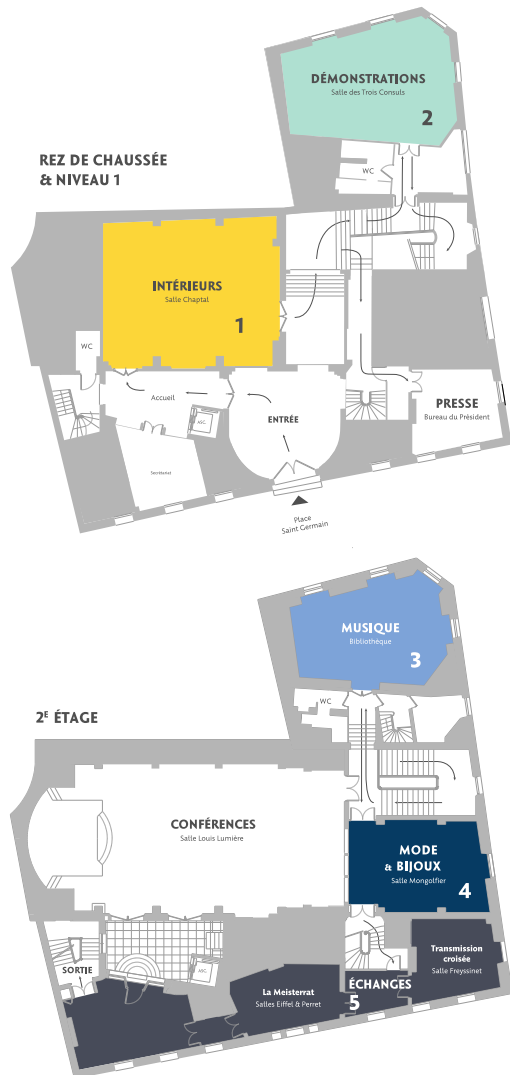 DÉMONSTRATIONS
Salle des Trois Consuls
2
WC
REZ DE CHAUSSÉE
& NIVEAU 1
INTÉRIEURS
Salle Chaptal
1
WC
Accueil
ASC.
ENTRÉE
PRESSE
Bureau du Président
Secrétariat
Place
Saint Germain
MUSIQUE
Bibliothèque
3
WC
2E ÉTAGE
CONFÉRENCES
Salle Louis Lumière
MODE
& BIJOUX
Salle Mongolfier
4
SORTIE
ASC.
Transmission
croisée
Salle Freyssinet
La Meisterrat
Salles Eiffel & Perret
ÉCHANGES
5